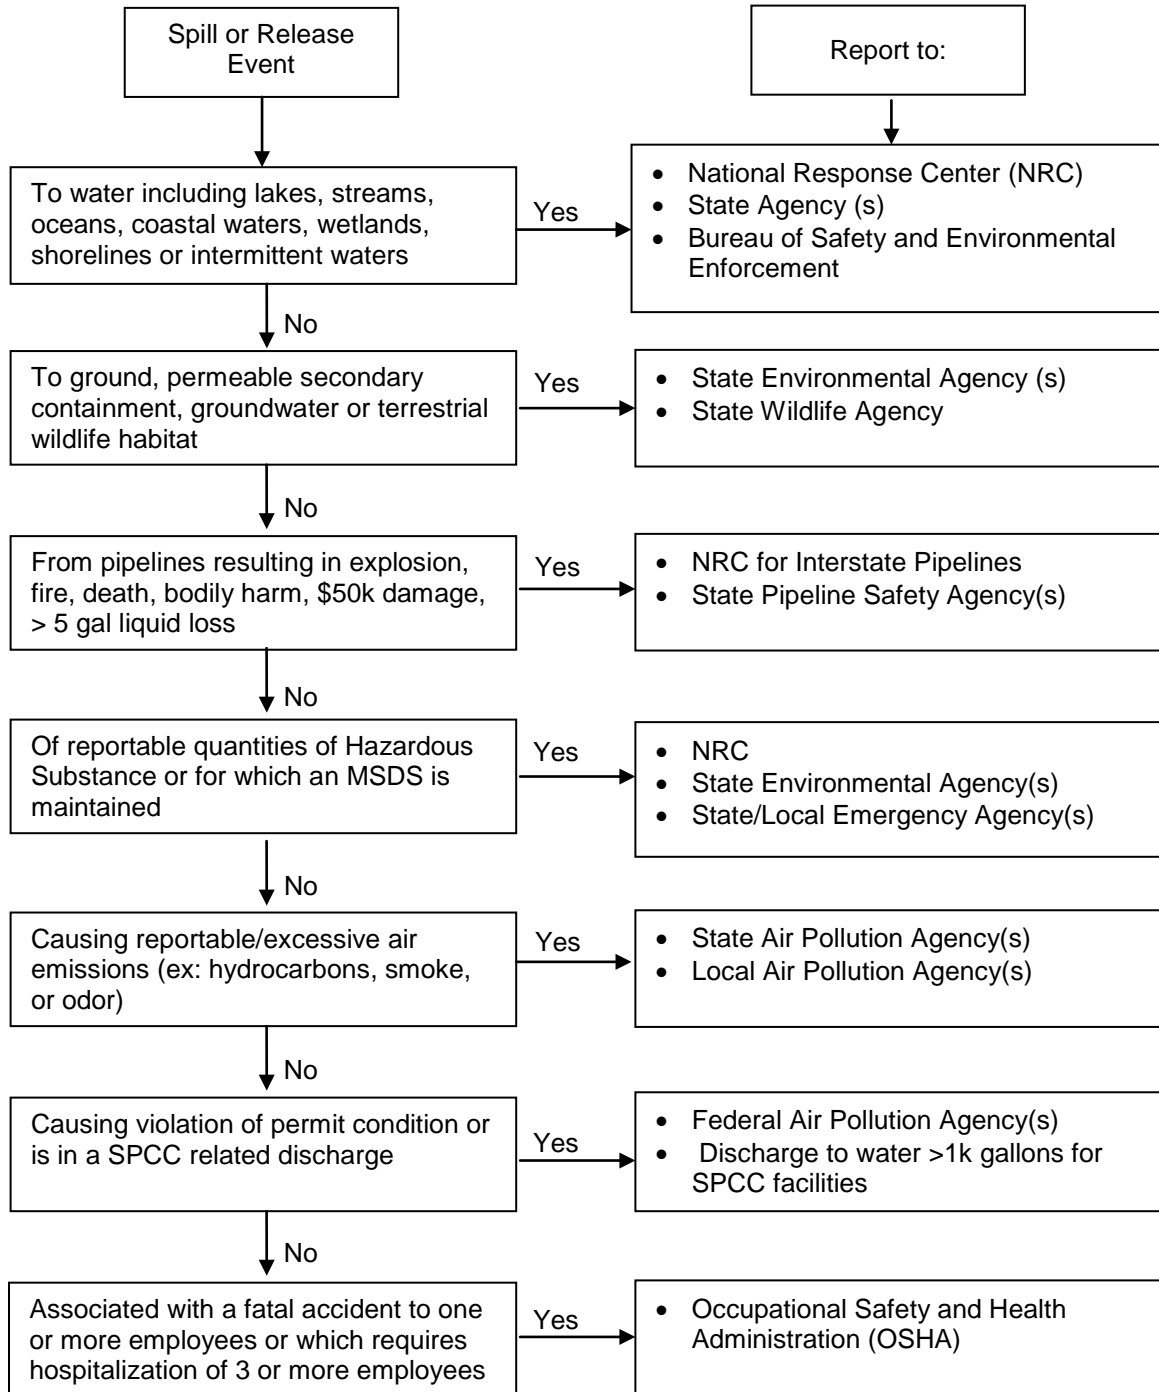 Spill or Release
Event
Report to:
To water including lakes, streams,
oceans, coastal waters, wetlands,
shorelines or intermittent waters
Yes
• National Response Center (NRC)
• State Agency (s)
• Bureau of Safety and Environmental
Enforcement
No
To ground, permeable secondary
containment, groundwater or terrestrial
wildlife habitat
Yes
• State Environmental Agency (s)
• State Wildlife Agency
No
From pipelines resulting in explosion,
fire, death, bodily harm, $50k damage,
> 5 gal liquid loss
Yes
• NRC for Interstate Pipelines
• State Pipeline Safety Agency(s)
No
Of reportable quantities of Hazardous
Substance or for which an MSDS is
maintained
Yes
• NRC
• State Environmental Agency(s)
• State/Local Emergency Agency(s)
No
Causing reportable/excessive air
emissions (ex: hydrocarbons, smoke,
or odor)
Yes
• State Air Pollution Agency(s)
• Local Air Pollution Agency(s)
No
Causing violation of permit condition or
is in a SPCC related discharge
Yes
• Federal Air Pollution Agency(s)
• Discharge to water >1k gallons for
SPCC facilities
No
Associated with a fatal accident to one
or more employees or which requires
hospitalization of 3 or more employees
Yes
• Occupational Safety and Health
Administration (OSHA)